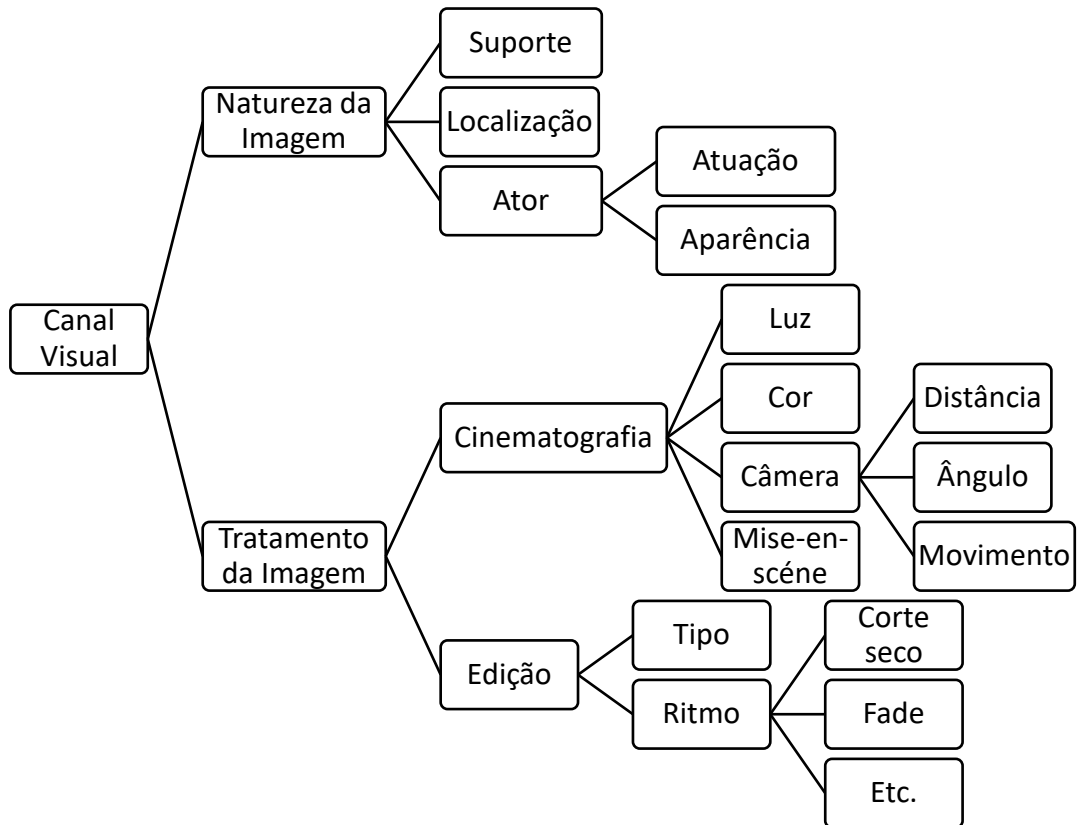 Suporte
Natureza da
Imagem
Localização
Atuação
Ator
Aparência
Canal
Visual
Luz
Cor
Distância
Cinematografia
Câmera
Ângulo
Mise-en-
scéne
Movimento
Tratamento
da Imagem
Tipo
Corte
seco
Edição
Ritmo
Fade
Etc.